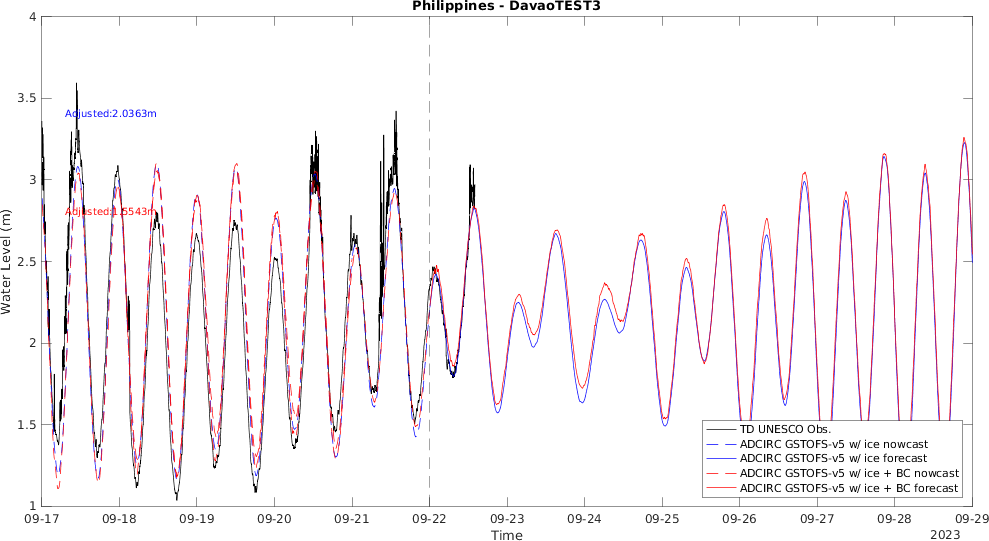 Philippines - DavaoTEST3
4
3.5
3
2.5
2
1.5
1
Water Level (m)
Adjusted:2.0363m
Adjusted:1.5543m
TD UNESCO Obs.
ADCIRC GSTOFS-v5 w/ ice nowcast
ADCIRC GSTOFS-v5 w/ ice forecast
ADCIRC GSTOFS-v5 w/ ice + BC nowcast
ADCIRC GSTOFS-v5 w/ ice + BC forecast
09-17 09-18 09-19 09-20 09-21 09-22 09-23 09-24 09-25 09-26 09-27 09-28 09-29
Time
2023